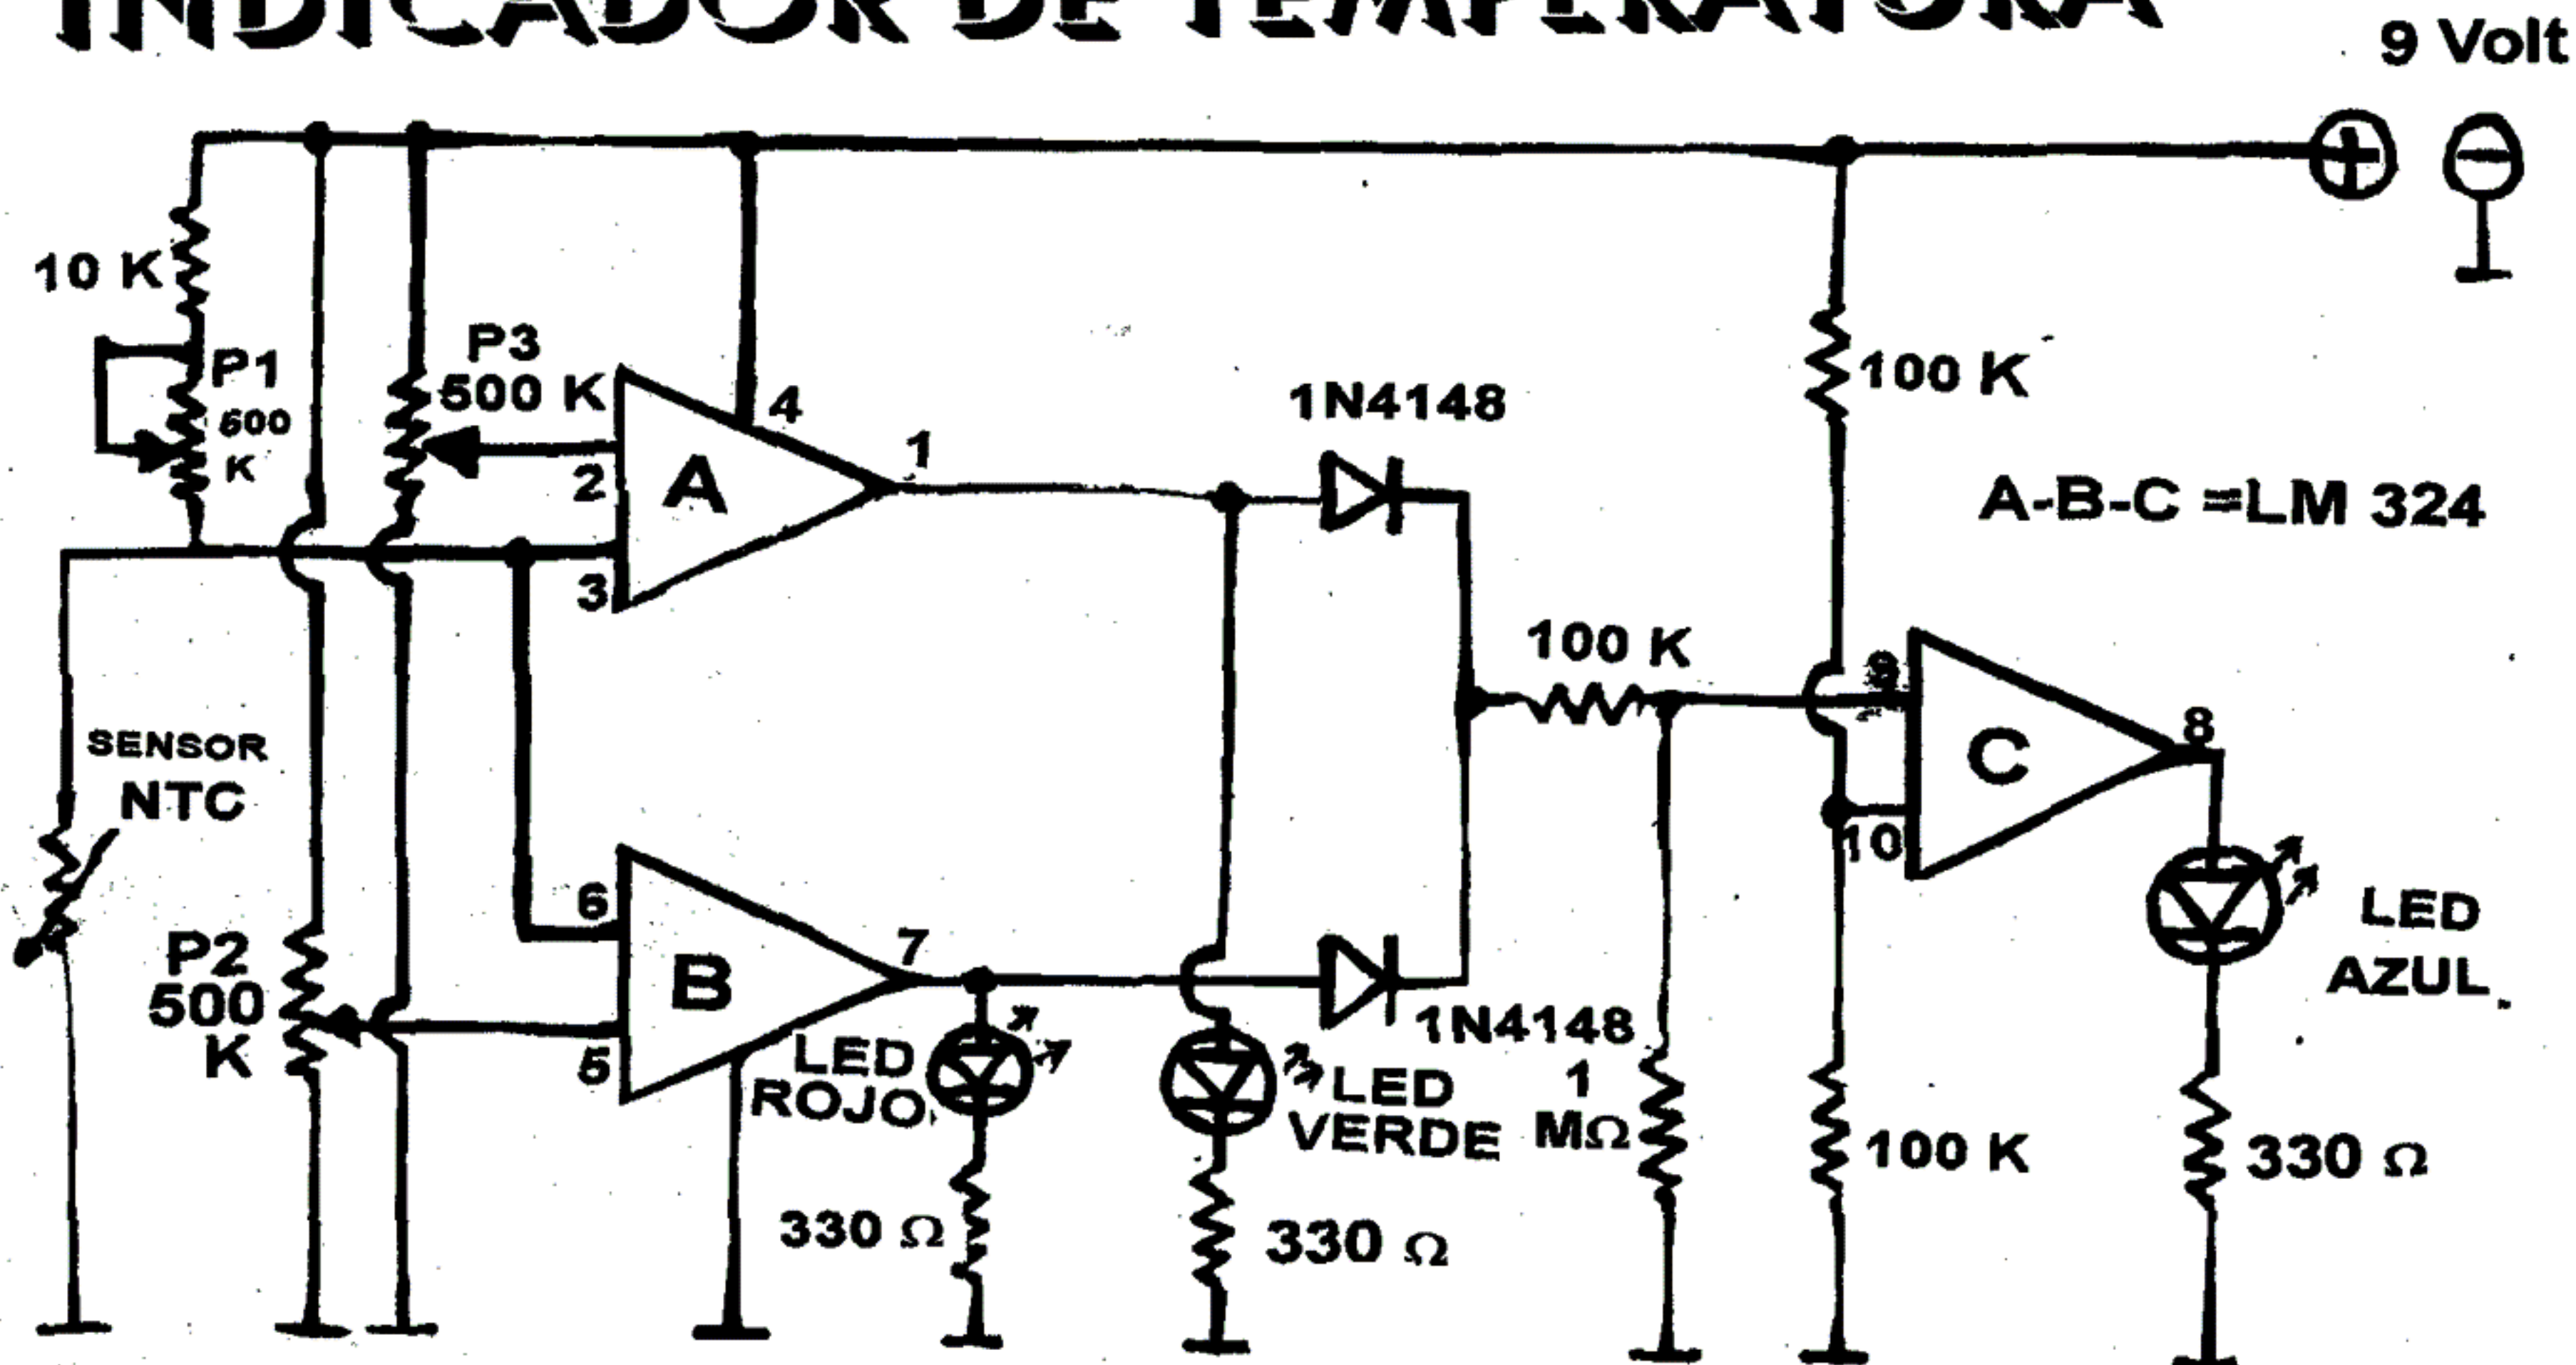 INDICADOR DE TEMPERATURA
9 Volt
10 K
P1
500
K
P3
500 K
4
2
A
1
3
1N4148
100 K
A-B-C =LM 324
100 K
9
C
8
10
SENSOR
NTC
P2
500
K
6
B
7
5
LED
ROJO
330 Ω
1N4148
LED
VERDE
330 Ω
1
MΩ
100 K
LED
AZUL
330 Ω